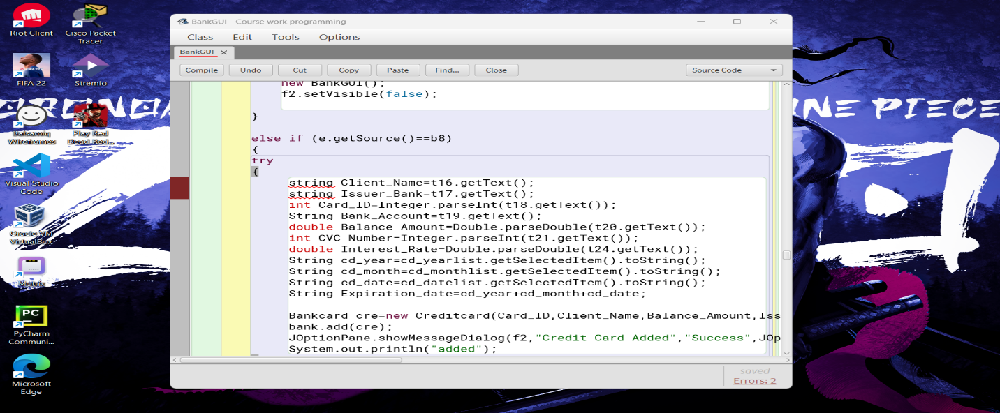 Riot Client
Cisco Packet
Tracer
FIFA 22
Stremio
Balsamiq
Wireframes
Play Red
Dead Red...
Visual Studio
Code
Oracle VM
VirtualBox
Motrix
PC
PyCharm
Communi...
Microsoft
Edge
BankGUI - Course work programming
Class Edit Tools Options
BankGUI
Compile Undo Cut Copy Paste Find... Close Source Code
new BankGUI();
f2.setVisible(false);
}
else if (e.getSource()==b8)
{
try
{
string Client_Name=t16.getText();
string Issuer_Bank=t17.getText();
int Card_ID=Integer.parseInt(t18.getText());
String Bank_Account=t19.getText();
double Balance_Amount=Double.parseDouble(t20.getText());
int CVC_Number=Integer.parseInt(t21.getText());
double Interest_Rate=Double.parseDouble(t24.getText());
String cd_year=cd_yearlist.getSelectedItem().toString();
String cd_month=cd_monthlist.getSelectedItem().toString();
String cd_date=cd_datelist.getSelectedItem().toString();
String Expiration_date=cd_year+cd_month+cd_date;
Bankcard cre=new Creditcard(Card_ID,Client_Name,Balance_Amount,Iss
bank.add(cre);
JOptionPane.showMessageDialog(f2,"Credit Card Added","Success",JOp
System.out.println("added");
saved
Errors: 2
NE PIECE